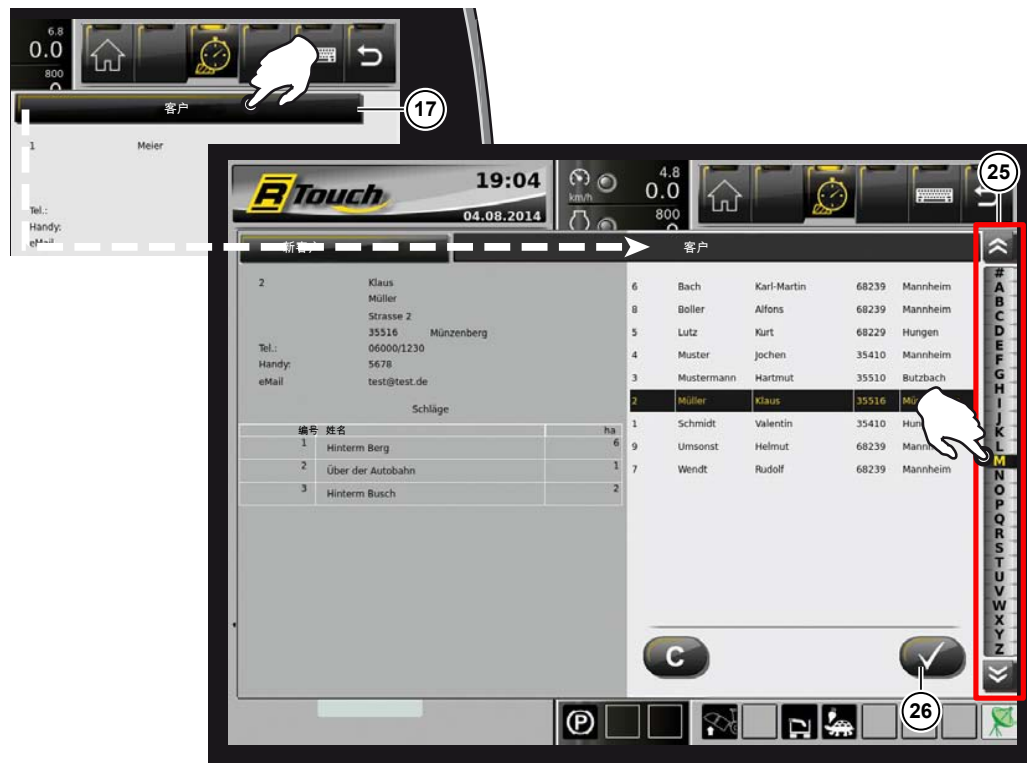 6.8
0.0
800
客户
17
1 Meier
Tel.:
Handy:
eMail
R Touch
19:04
04.08.2014
km/h
4.8
0.0
800
25
新客户
客户
2 Klaus
Müller
Strasse 2
35516 Münzenberg
Tel.: 06000/1230
Handy: 5678
eMail test@test.de
Schläge
编号 姓名 ha
1 Hinterm Berg 6
2 Über der Autobahn 1
3 Hinterm Busch 2
6 Bach Karl-Martin 68239 Mannheim
8 Boller Alfons 68239 Mannheim
5 Lutz Kurt 68229 Hungen
4 Muster Jochen 35410 Mannheim
3 Mustermann Hartmut 35510 Butzbach
2 Müller Klaus 35516
1 Schmidt Valentin 35410
9 Umsonst Helmut 68239
7 Wendt Rudolf 68239 Mannheim
#
A
B
C
D
E
F
G
H
I
J
K
L
M
N
O
P
Q
R
S
T
U
V
W
X
Y
Z
C
26
P